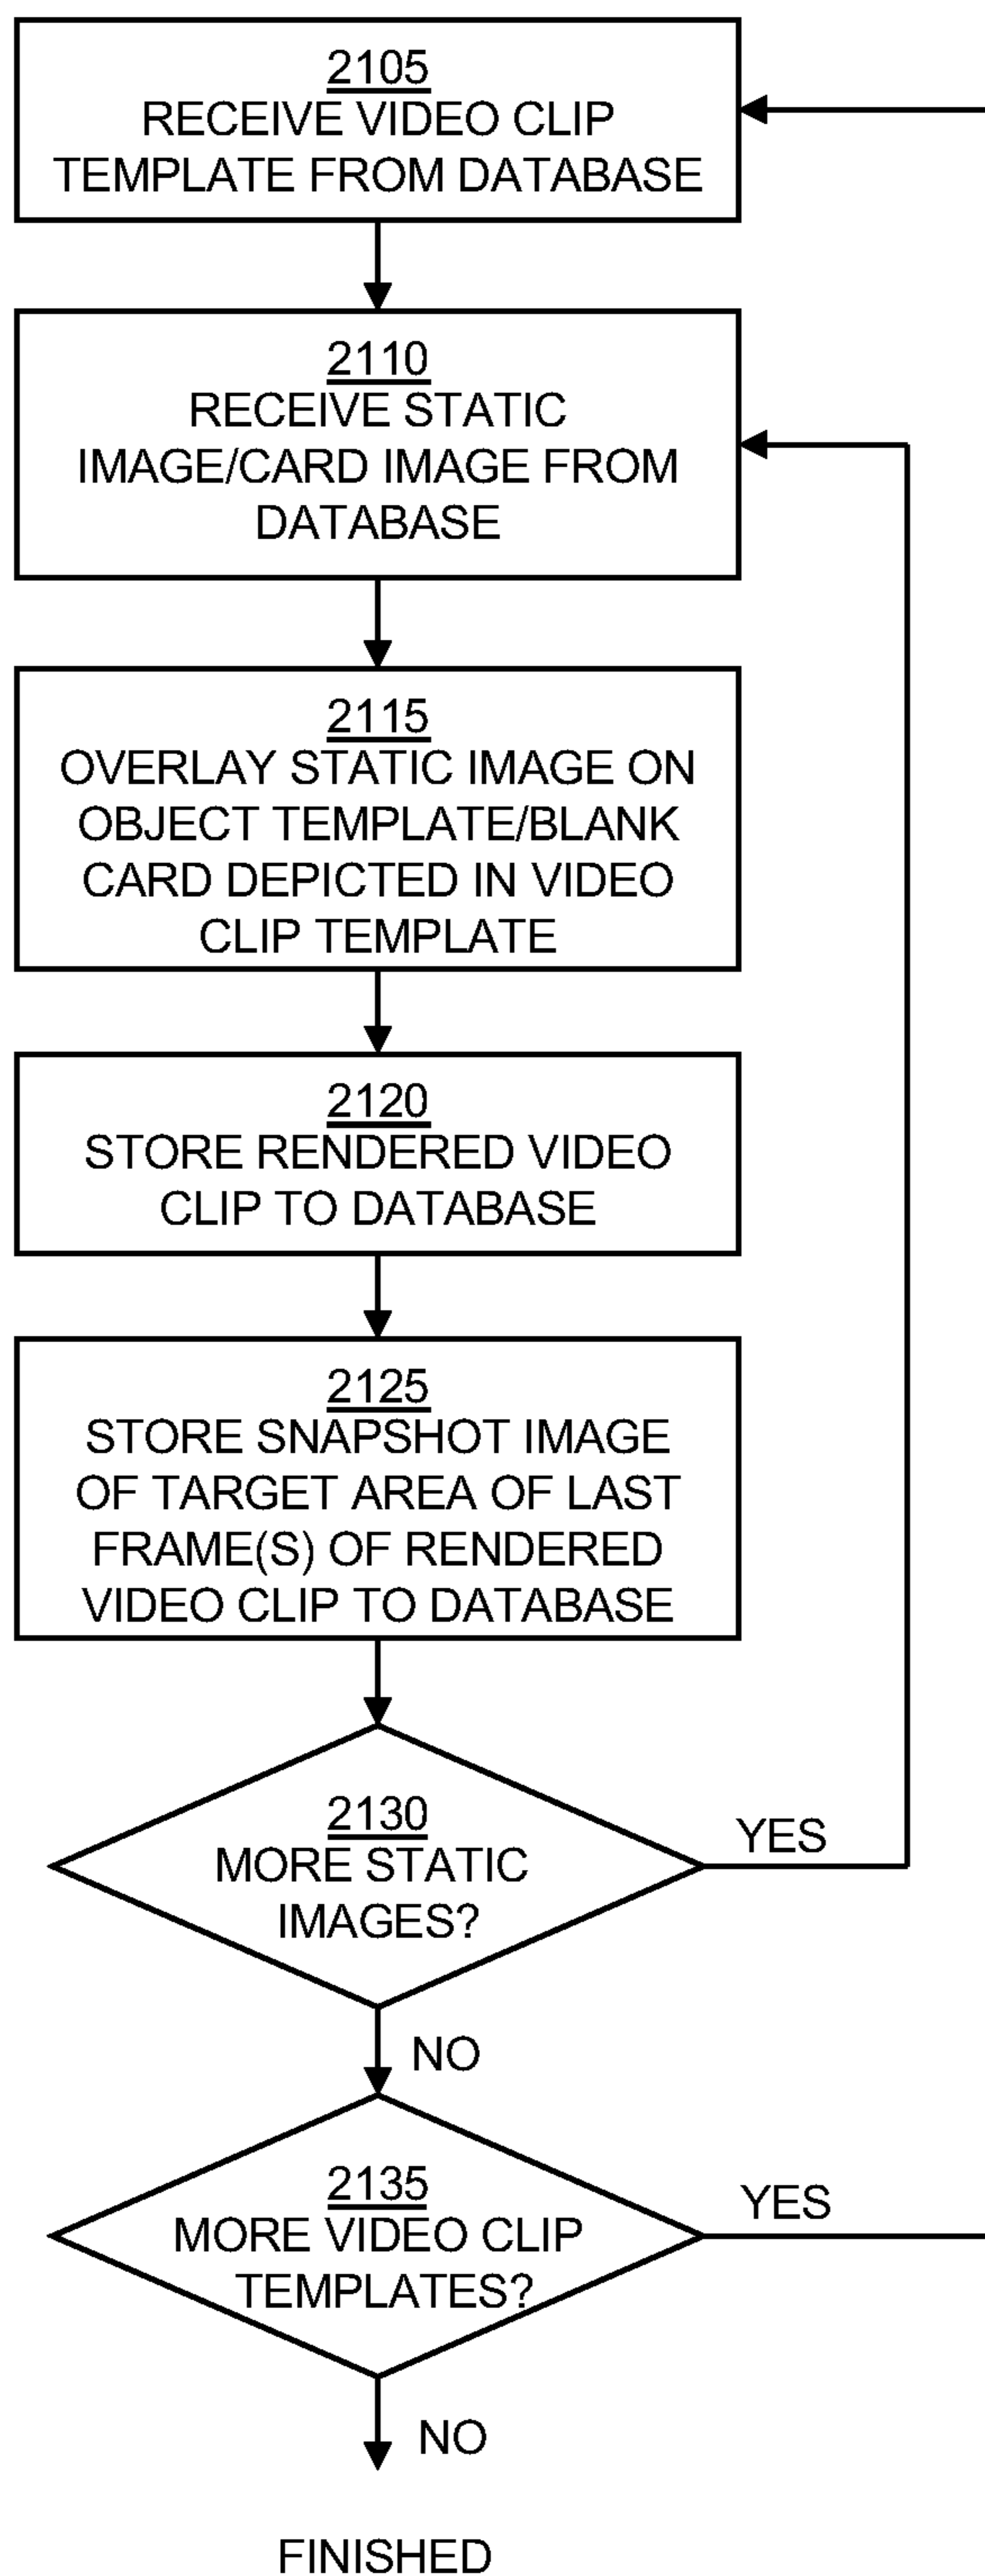 2105
RECEIVE VIDEO CLIP
TEMPLATE FROM DATABASE
2110
RECEIVE STATIC
IMAGE/CARD IMAGE FROM
DATABASE
2115
OVERLAY STATIC IMAGE ON
OBJECT TEMPLATE/BLANK
CARD DEPICTED IN VIDEO
CLIP TEMPLATE
2120
STORE RENDERED VIDEO
CLIP TO DATABASE
2125
STORE SNAPSHOT IMAGE
OF TARGET AREA OF LAST
FRAME(S) OF RENDERED
VIDEO CLIP TO DATABASE
2130
MORE STATIC
IMAGES?
YES
NO
2135
MORE VIDEO CLIP
TEMPLATES?
YES
NO
FINISHED